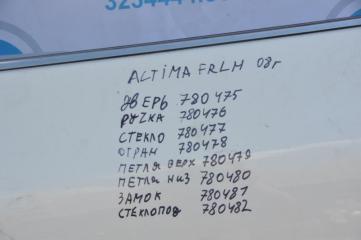 ACTIMA FRLH 08г
ДВЕРЬ 780475
РУЧКА 780476
СТЕКЛО 780477
ОГРАН 780478
ПЕТЛЯ ВЕРХ 780479
ПЕТЛЯ НИЗ 780480
ЗАМОК 780481
СТЕКЛОПОД 780482